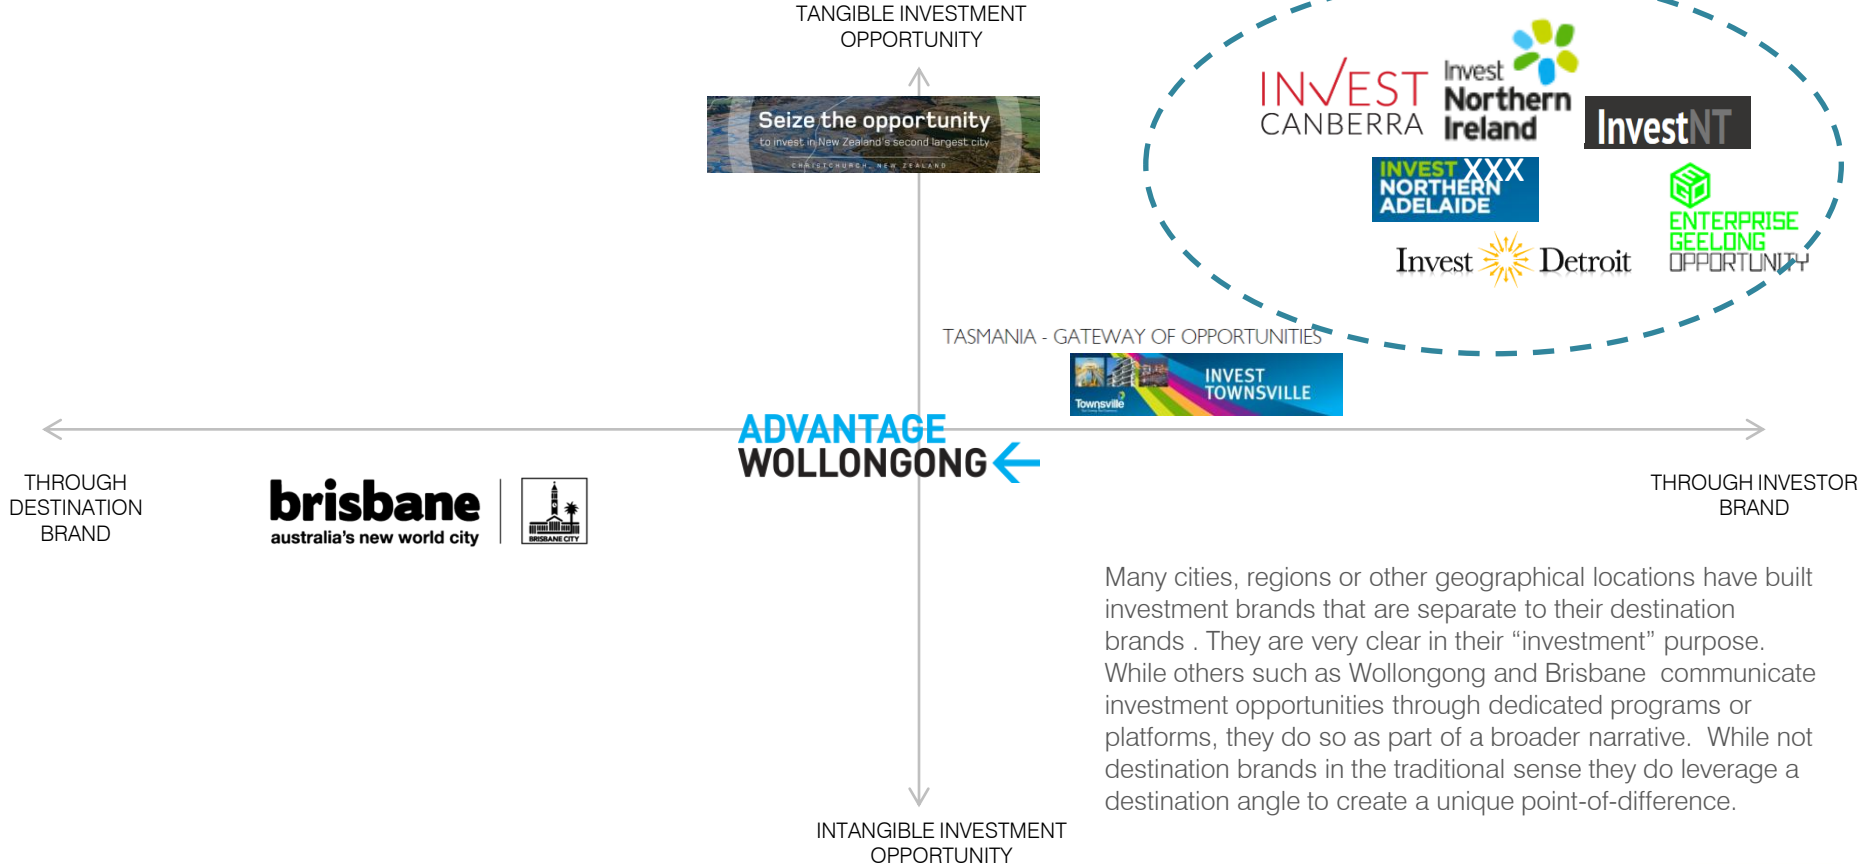 TANGIBLE INVESTMENT
OPPORTUNITY
Seize the opportunity
to invest in New Zealand's second largest city
CHRISTCHURCH, NEW ZEALAND
INVEST
CANBERRA
Invest
Northern
Ireland
InvestNT
INVEST XXX
NORTHERN
ADELAIDE
ENTERPRISE
GEELONG
OPPORTUNITY
Invest Detroit
TASMANIA - GATEWAY OF OPPORTUNITIES
Townsville
INVEST
TOWNSVILLE
ADVANTAGE
WOLLONGONG
THROUGH
DESTINATION
BRAND
brisbane
australia's new world city
BRISBANE CITY
THROUGH INVESTOR
BRAND
Many cities, regions or other geographical locations have built
investment brands that are separate to their destination
brands . They are very clear in their “investment” purpose.
While others such as Wollongong and Brisbane  communicate
investment opportunities through dedicated programs or
platforms, they do so as part of a broader narrative.  While not
destination brands in the traditional sense they do leverage a
destination angle to create a unique point-of-difference.
INTANGIBLE INVESTMENT
OPPORTUNITY